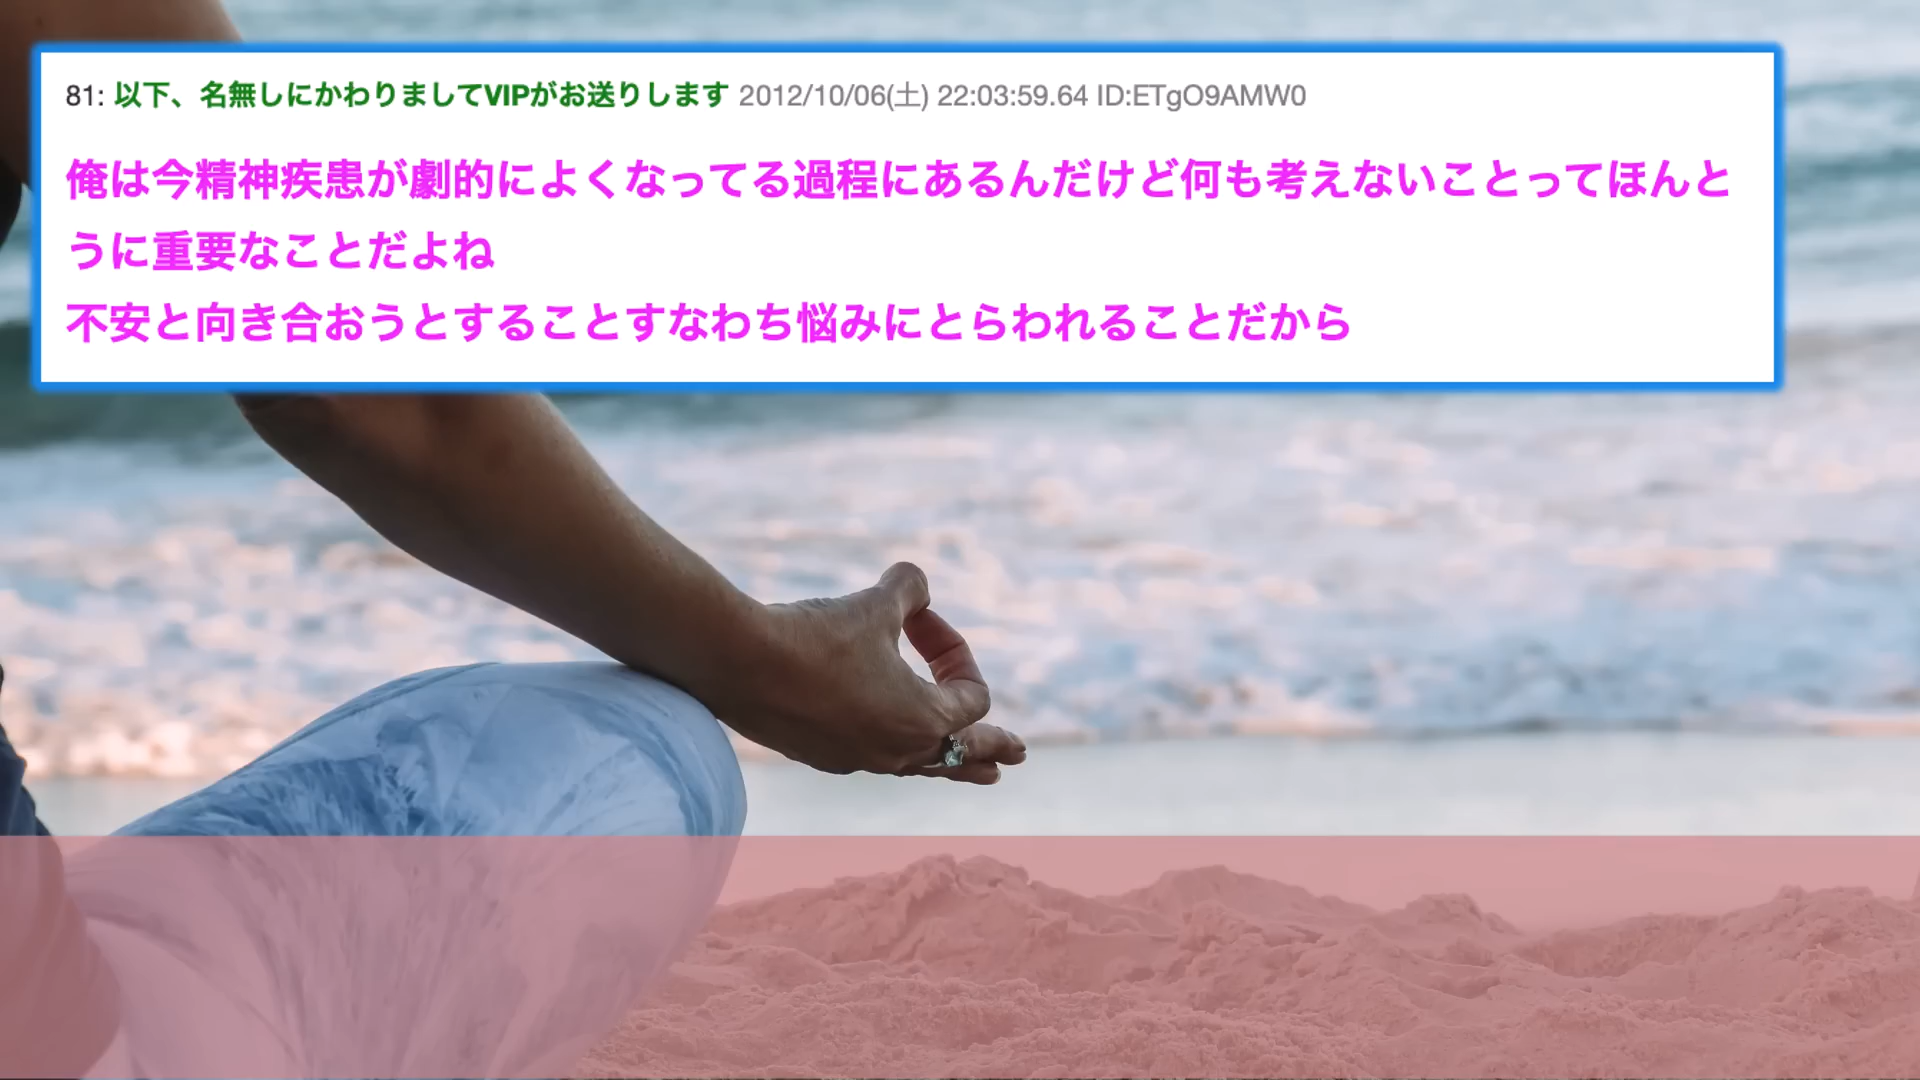 81: 以下、名無しにかわりましてVIPがお送りします 2012/10/06(土) 22:03:59.64 ID:ETgO9AMW0
俺は今精神疾患が劇的によくなってる過程にあるんだけど何も考えないことってほんと
うに重要なことだよね
不安と向き合おうとすることすなわち悩みにとらわれることだから